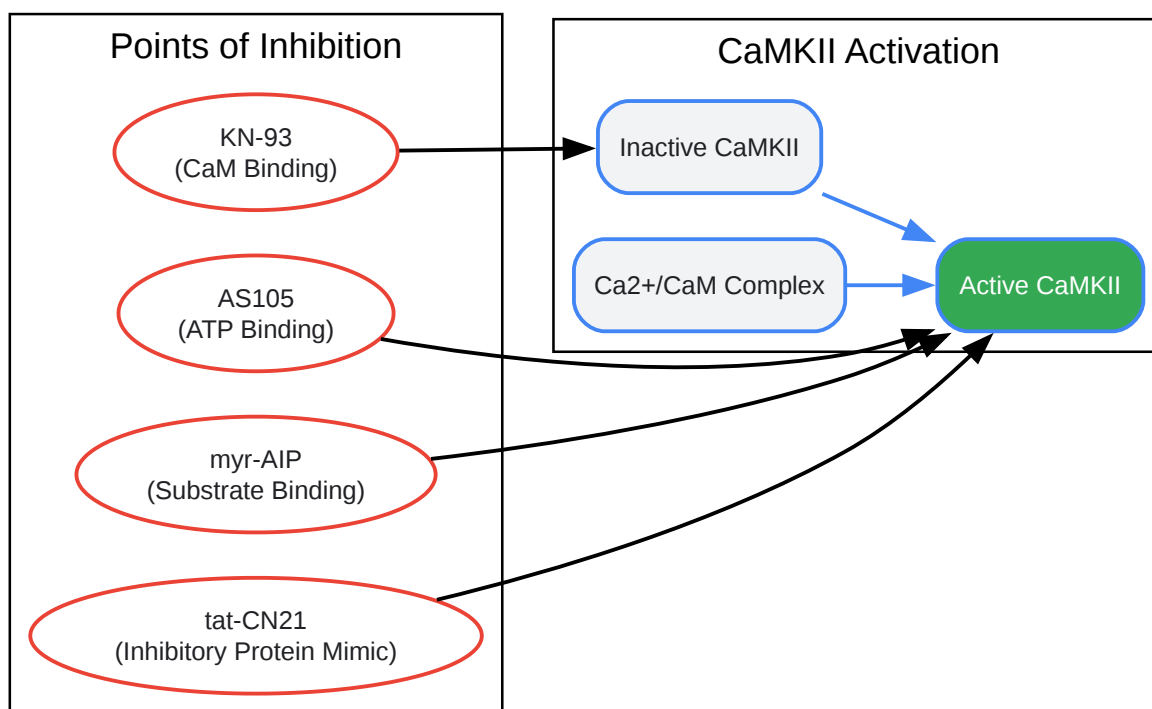 Points of Inhibition
KN-93
(CaM Binding)
AS105
(ATP Binding)
myr-AIP
(Substrate Binding)
tat-CN21
(Inhibitory Protein Mimic)
CaMKII Activation
Inactive CaMKII
Ca2+/CaM Complex
Active CaMKII